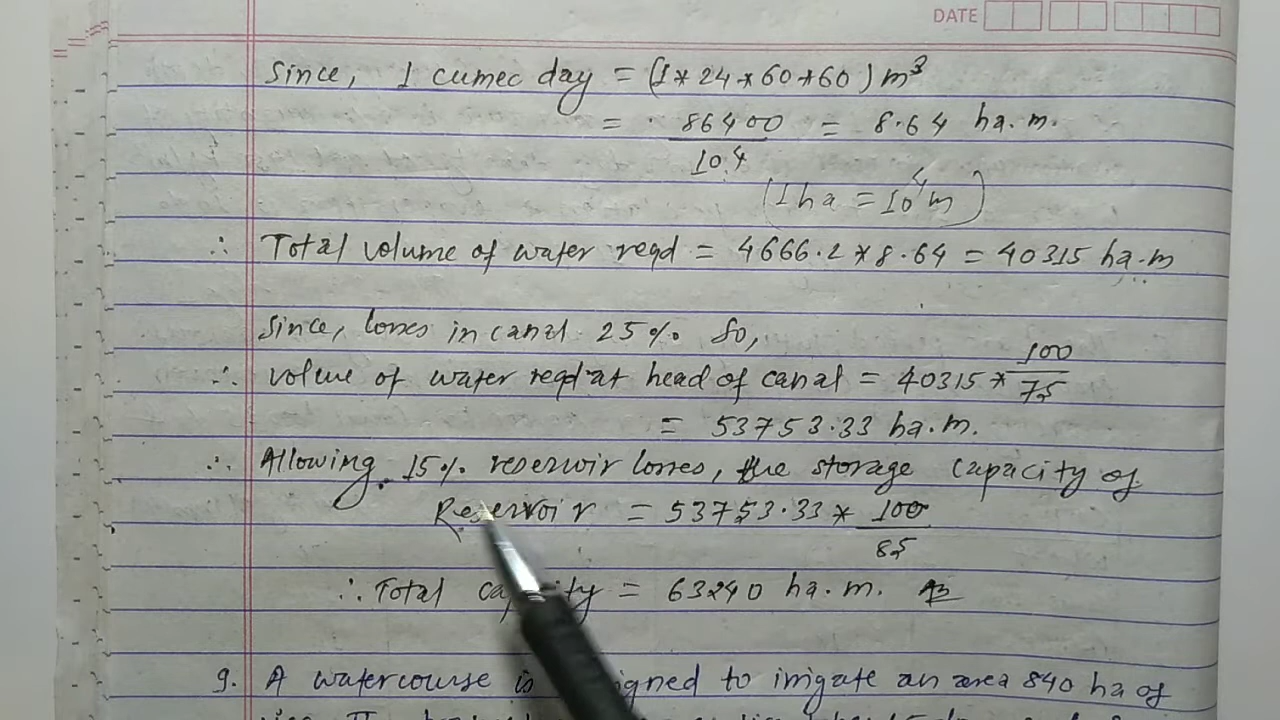 DATE
Since, 1 cumec day = (1*24*60*60) m³
= 86400/10⁴ = 8.64 ha.m.
(1 ha = 10⁴ m)
∴ Total volume of water reqd = 4666.2 * 8.64 = 40315 ha.m
Since, losses in canal 25% So,
∴ volume of water reqd at head of canal = 40315 * 100/75
= 53753.33 ha.m.
∴ Allowing 15% reservoir losses, the storage capacity of
Reservoir = 53753.33 * 100/85
∴ Total capacity = 63240 ha.m.
9. A watercourse is to irrigate an area 840 ha of